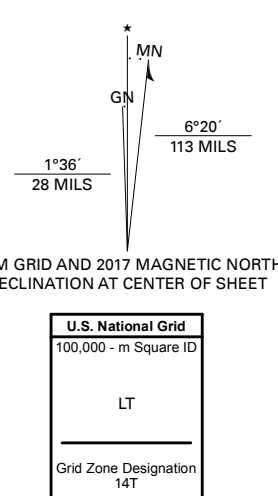 ★
MN
GN
6°20´
113 MILS
1°36´
28 MILS
M GRID AND 2017 MAGNETIC NORTH
ECLINATION AT CENTER OF SHEET
U.S. National Grid
100,000 - m Square ID
LT
Grid Zone Designation
14T